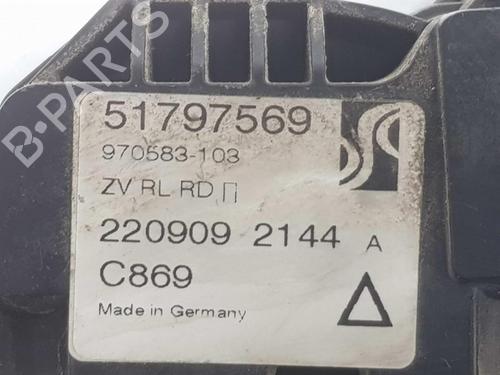 B-PARTS
51797569
970583-103
ZV RL RD
220909 2144 A
C869
Made in Germany